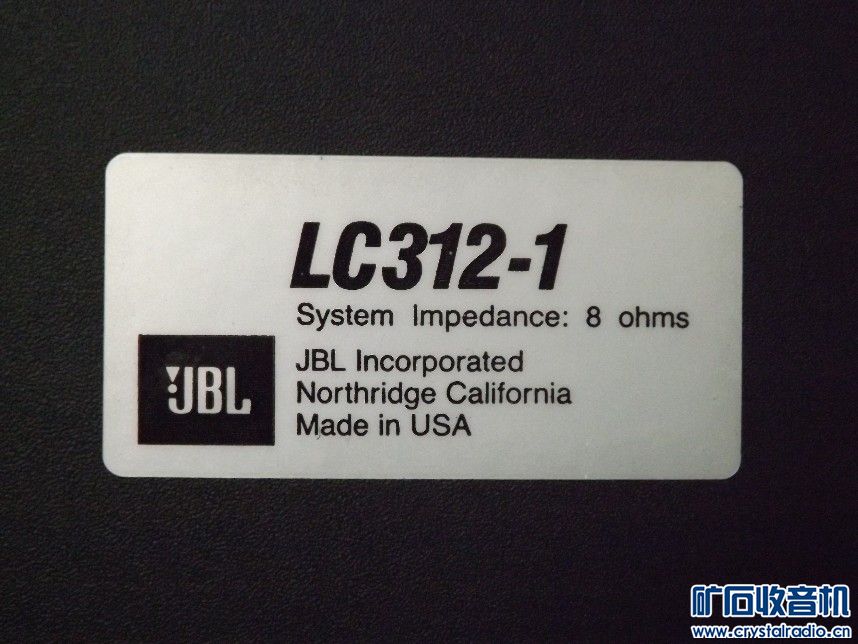 LC312-1
System Impedance: 8 ohms
JBL
JBL Incorporated
Northridge California
Made in USA
矿石收音机
www.crystalradio.cn